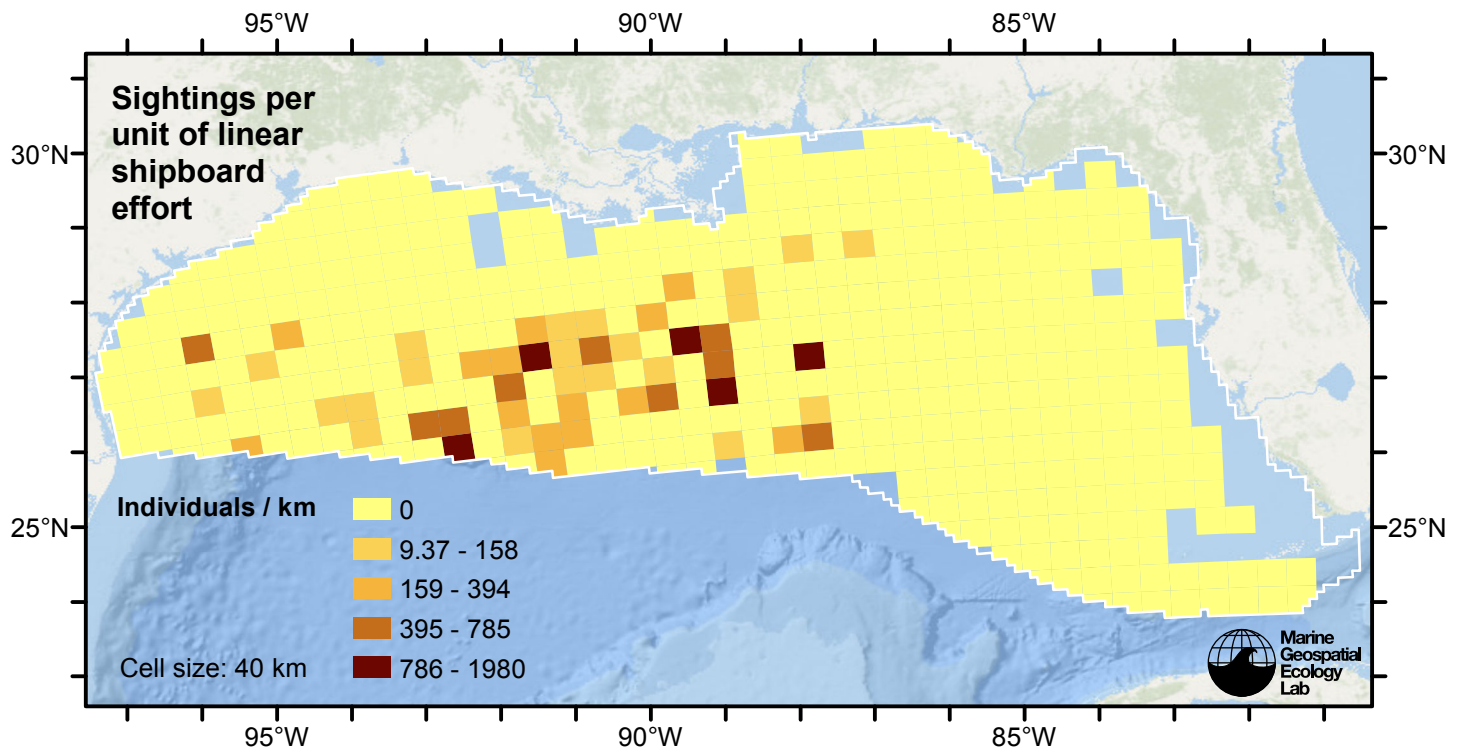 95°W 90°W 85°W
Sightings per
unit of linear
shipboard
effort
30°N 30°N
25°N 25°N
Individuals / km
0
9.37 - 158
159 - 394
395 - 785
786 - 1980
Cell size: 40 km
Marine
Geospatial
Ecology
Lab
95°W 90°W 85°W